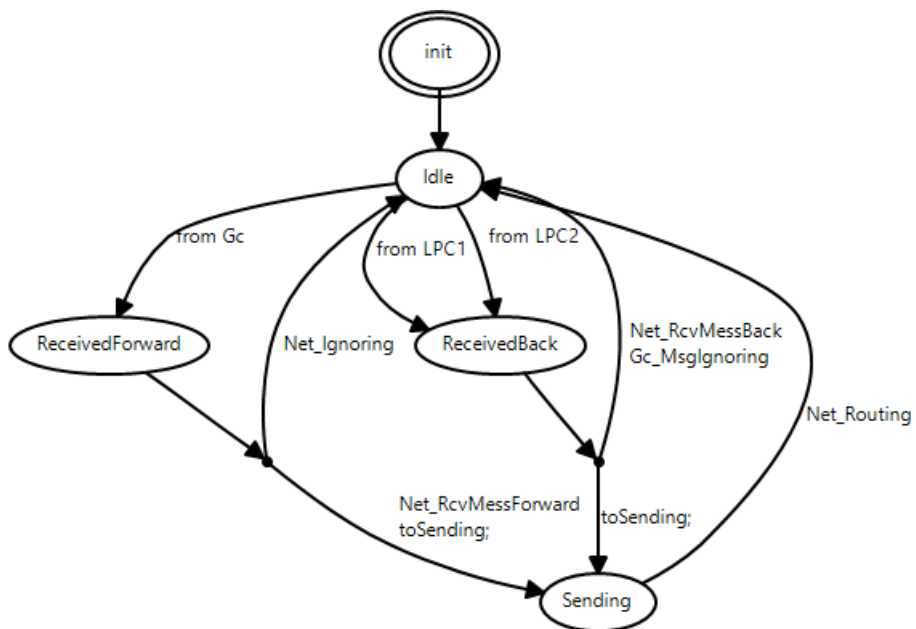 init
Idle
from Gc
from LPC1
from LPC2
ReceivedForward
Net_Ignoring
ReceivedBack
Net_RcvMessBack
Gc_MsgIgnoring
Net_Routing
Net_RcvMessForward
toSending;
toSending;
Sending